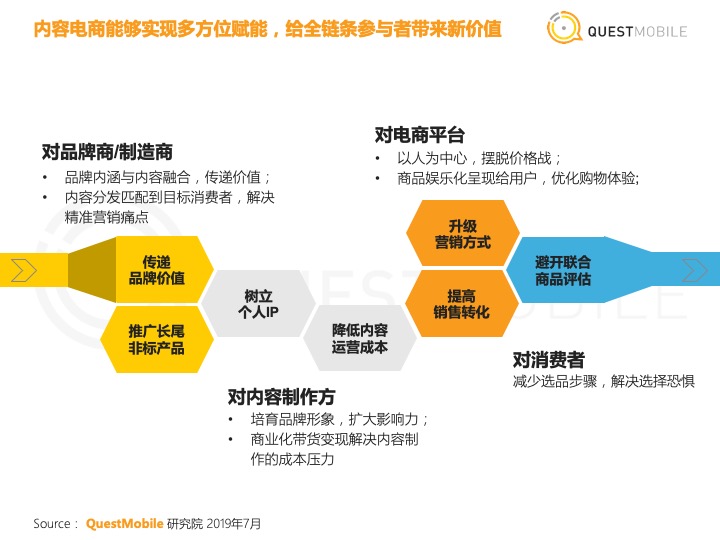 内容电商能够实现多方位赋能，给全链条参与者带来新价值
QUESTMOBILE
对品牌商/制造商
• 品牌内涵与内容融合，传递价值；
• 内容分发匹配到目标消费者，解决
精准营销痛点
对电商平台
• 以人为中心，摆脱价格战；
• 商品娱乐化呈现给用户，优化购物体验;
传递
品牌价值
推广长尾
非标产品
树立
个人IP
降低内容
运营成本
升级
营销方式
提高
销售转化
避开联合
商品评估
对内容制作方
• 培育品牌形象，扩大影响力；
• 商业化带货变现解决内容制
作的成本压力
对消费者
减少选品步骤，解决选择恐惧
QUESTMOBILE
Source： QuestMobile 研究院 2019年7月